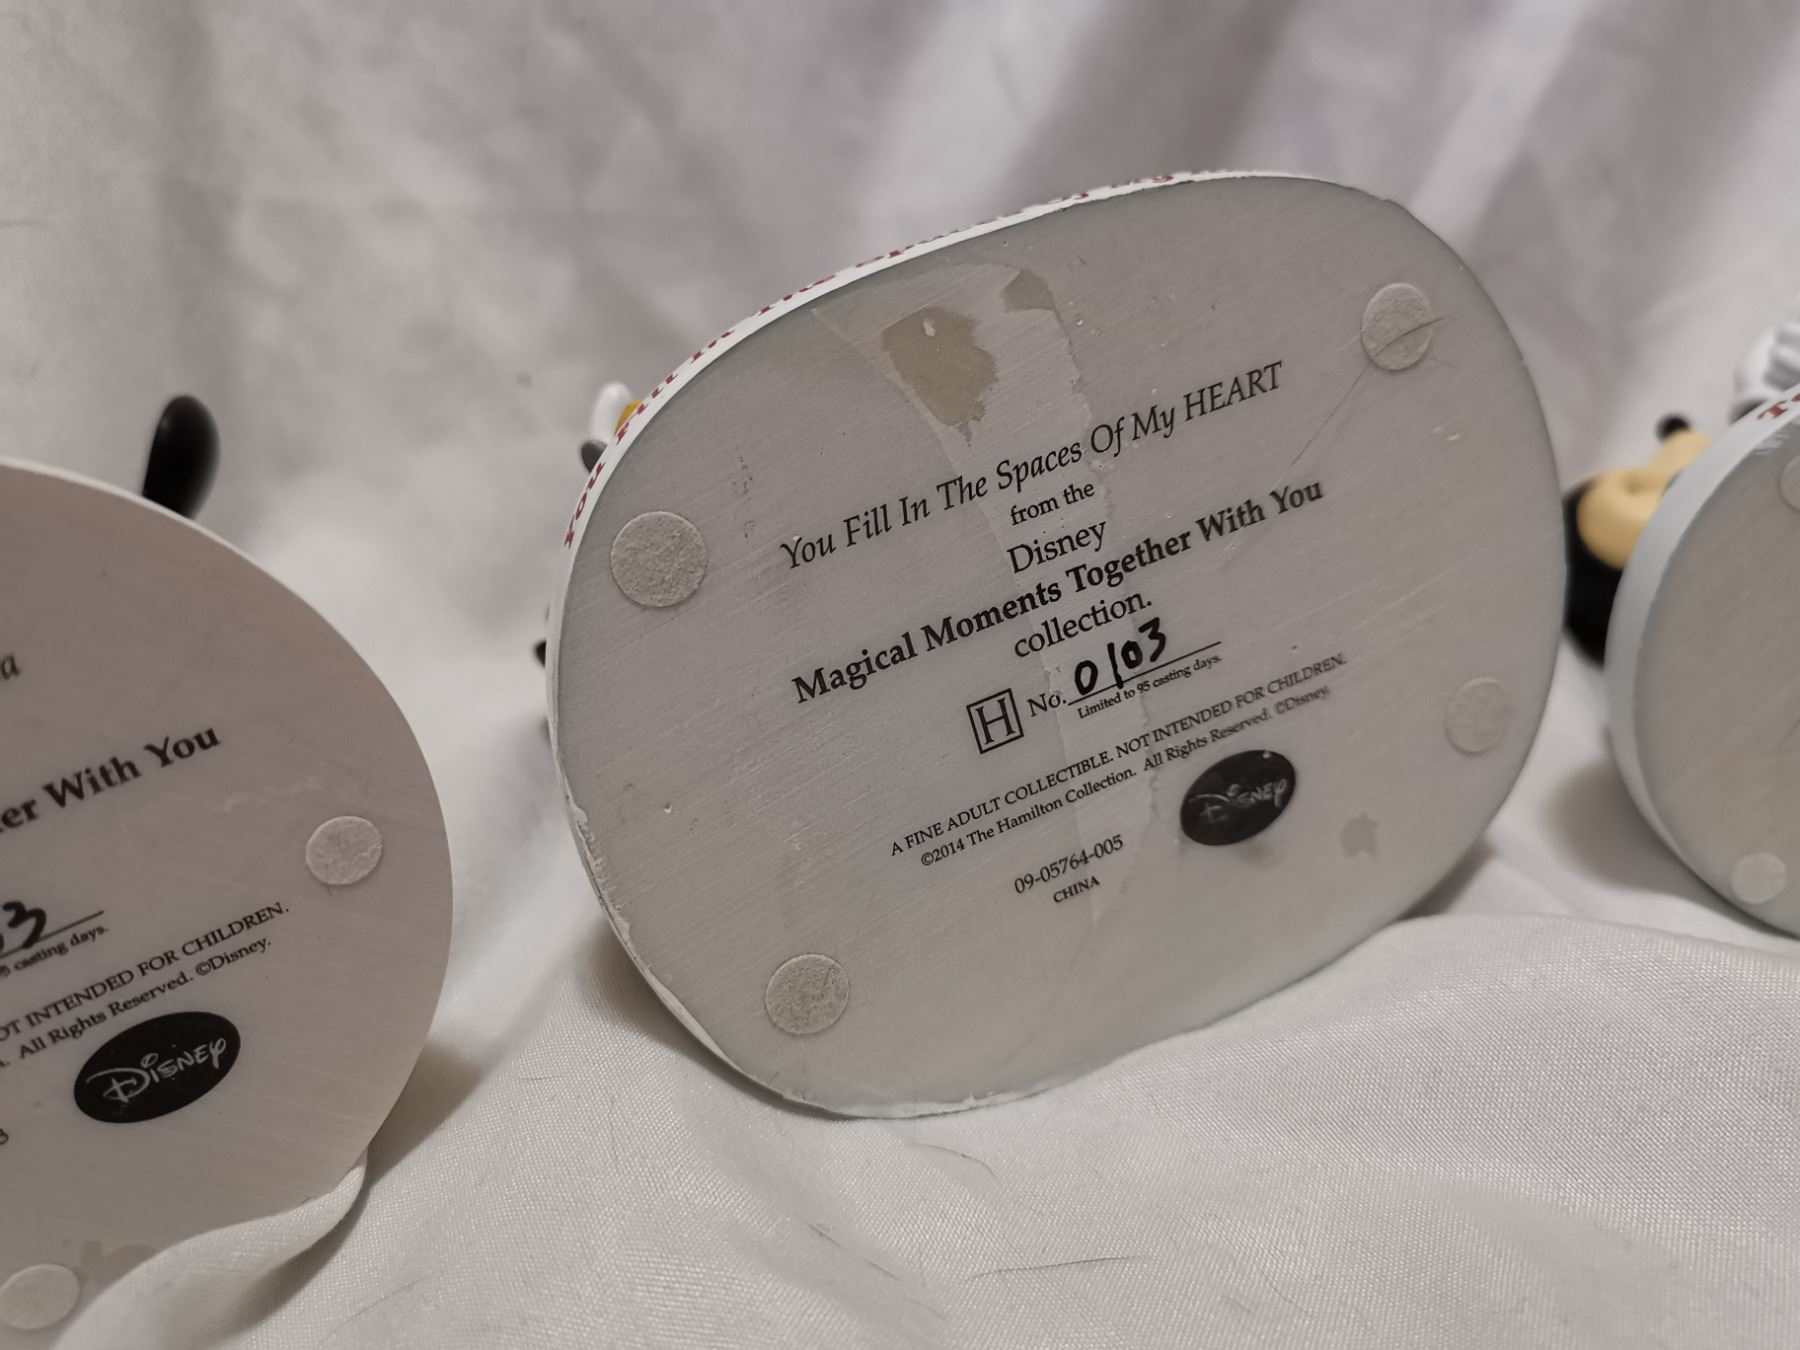 With You
3
casting days.
INTENDED FOR CHILDREN.
All Rights Reserved. ©Disney.
Disney
You Fill In The Spaces Of My HEART
from the
Disney
Magical Moments Together With You
collection.
H No. 0103
Limited to 95 casting days.
A FINE ADULT COLLECTIBLE. NOT INTENDED FOR CHILDREN.
©2014 The Hamilton Collection. All Rights Reserved. ©Disney.
Disney
09-05764-005
CHINA